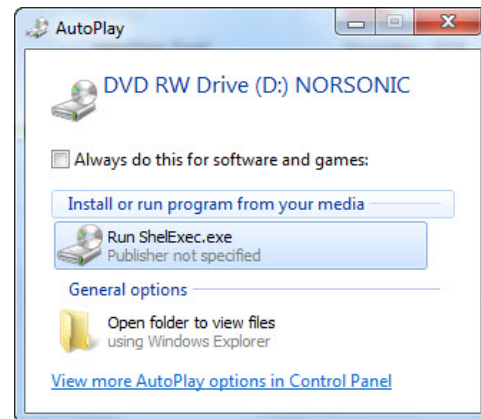 AutoPlay
DVD RW Drive (D:) NORSONIC
Always do this for software and games:
Install or run program from your media
Run ShelExec.exe
Publisher not specified
General options
Open folder to view files
using Windows Explorer
View more AutoPlay options in Control Panel